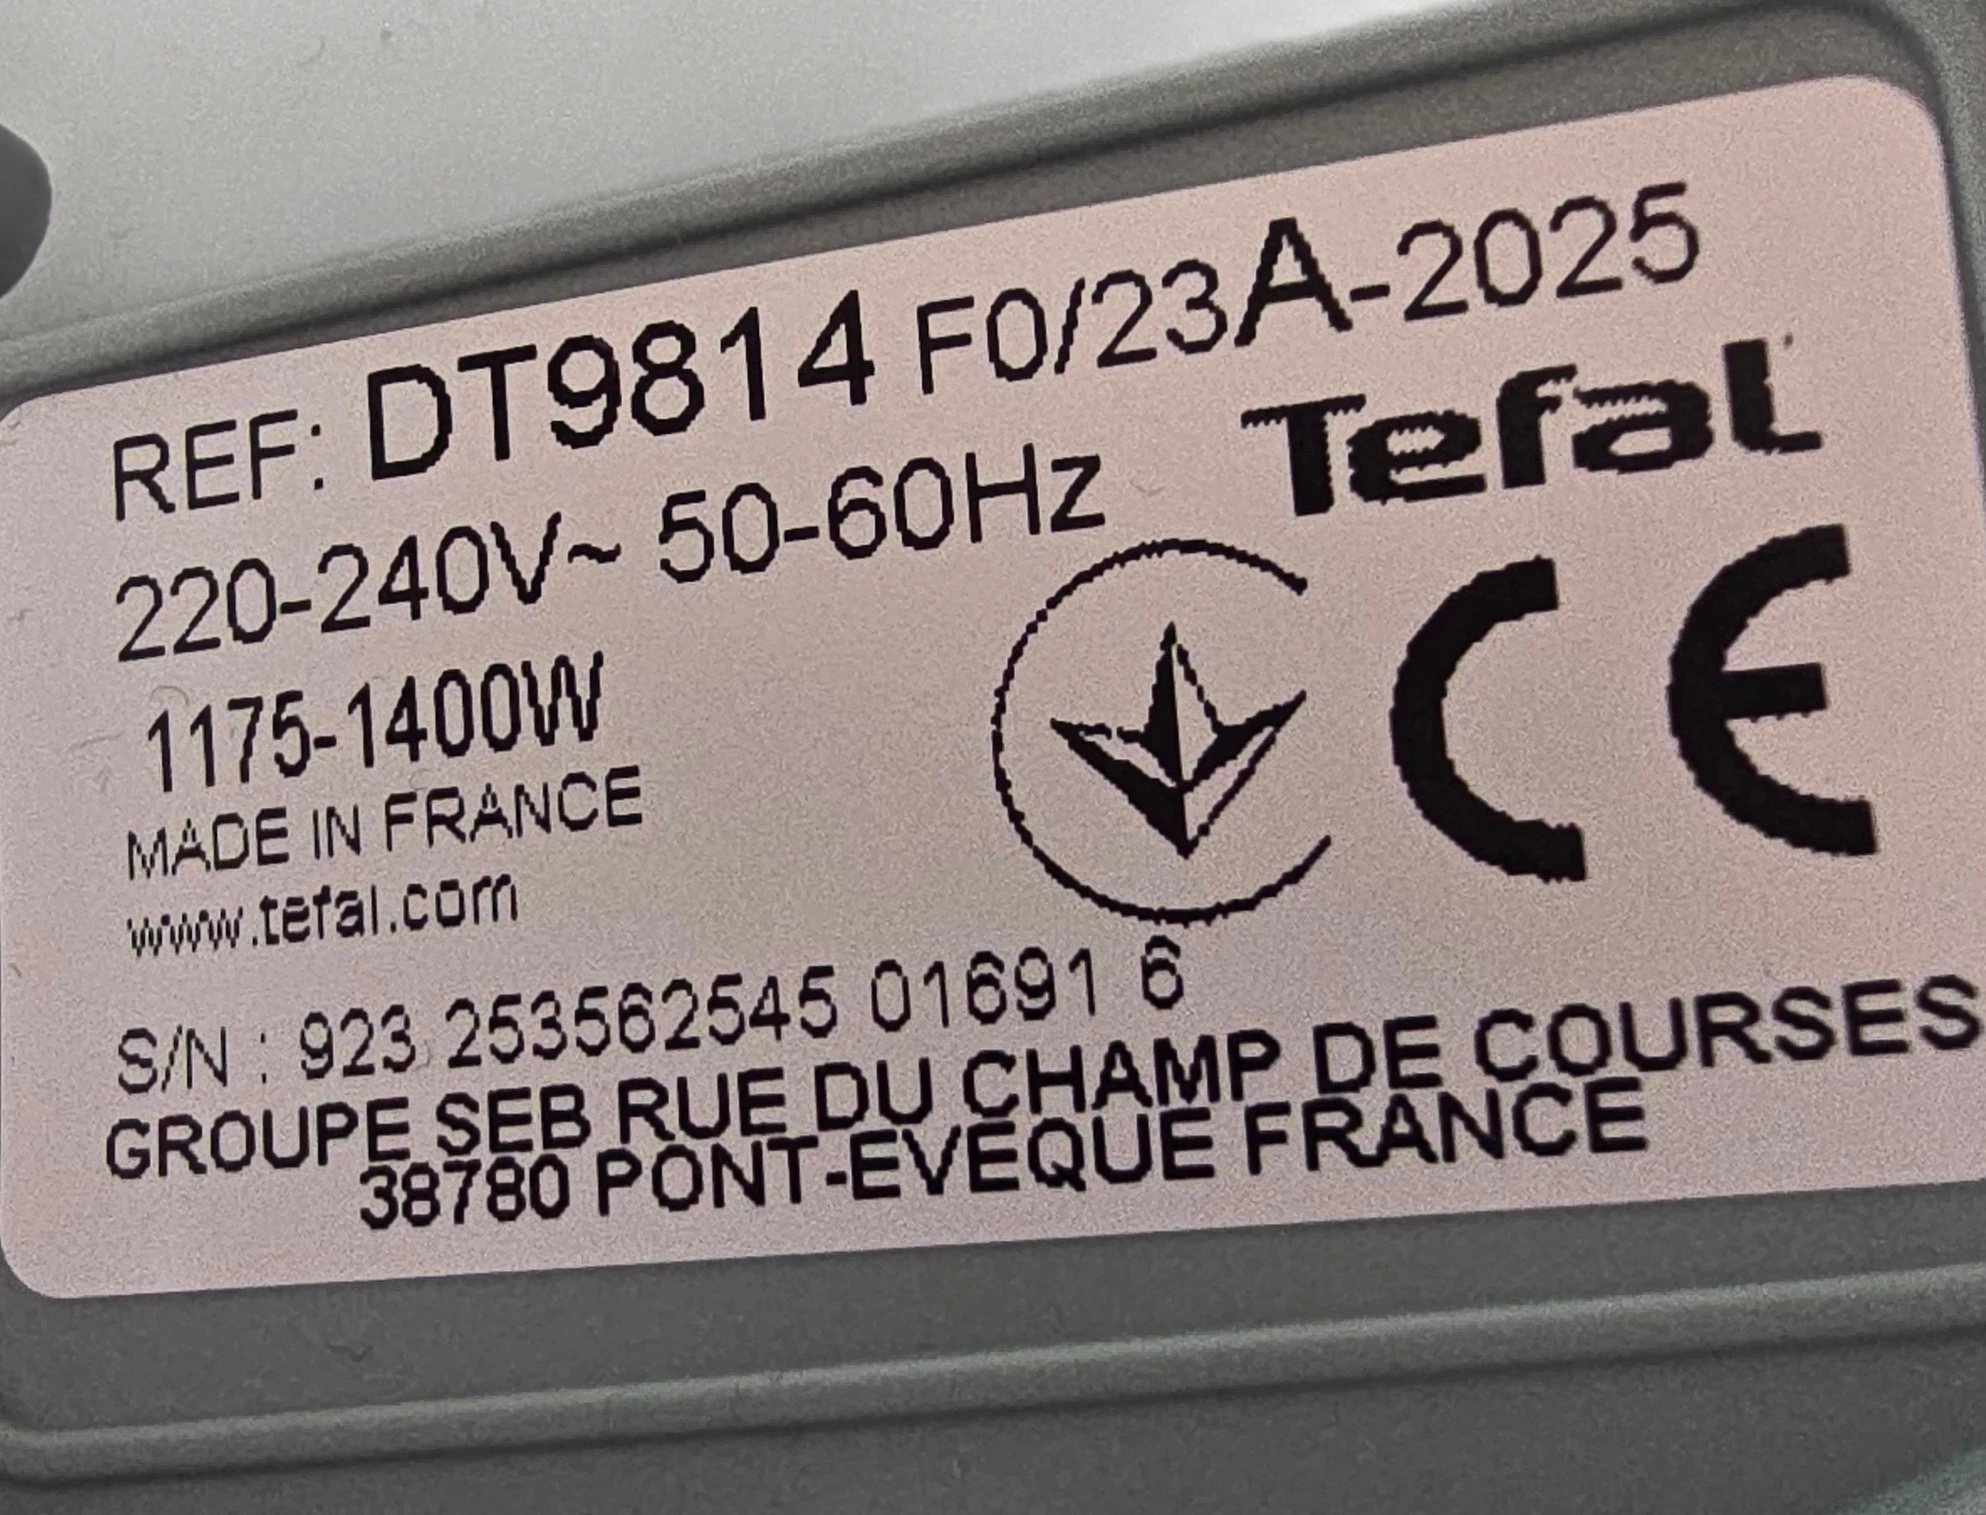 REF: DT9814 F0/23A-2025
Tefal
220-240V~ 50-60Hz
1175-1400W
MADE IN FRANCE
www.tefal.com
CE
S/N : 923 253562545 01691 6
GROUPE SEB RUE DU CHAMP DE COURSES
38780 PONT-EVEQUE FRANCE